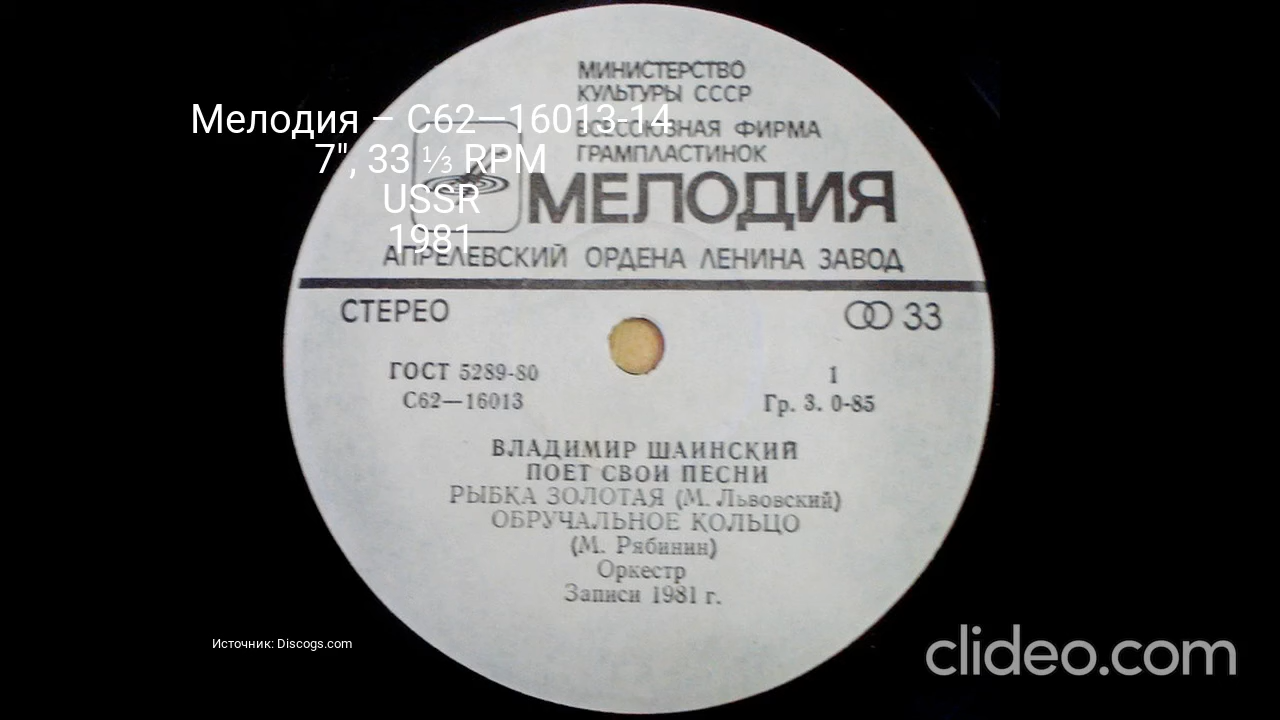 МИНИСТЕРСТВО
КУЛЬТУРЫ СССР
Мелодия – С62—16013-14
ВСЕСОЮЗНАЯ ФИРМА
7", 33 ⅓ RPM
ГРАМПЛАСТИНОК
USSR
МЕЛОДИЯ
1981
АПРЕЛЕВСКИЙ ОРДЕНА ЛЕНИНА ЗАВОД
СТЕРЕО
33
ГОСТ 5289-80
1
С62—16013
Гр. 3. 0-85
ВЛАДИМИР ШАИНСКИЙ
ПОЕТ СВОИ ПЕСНИ
РЫБКА ЗОЛОТАЯ (М. Львовский)
ОБРУЧАЛЬНОЕ КОЛЬЦО
(М. Рябинин)
Оркестр
Записи 1981 г.
Источник: Discogs.com
clideo.com